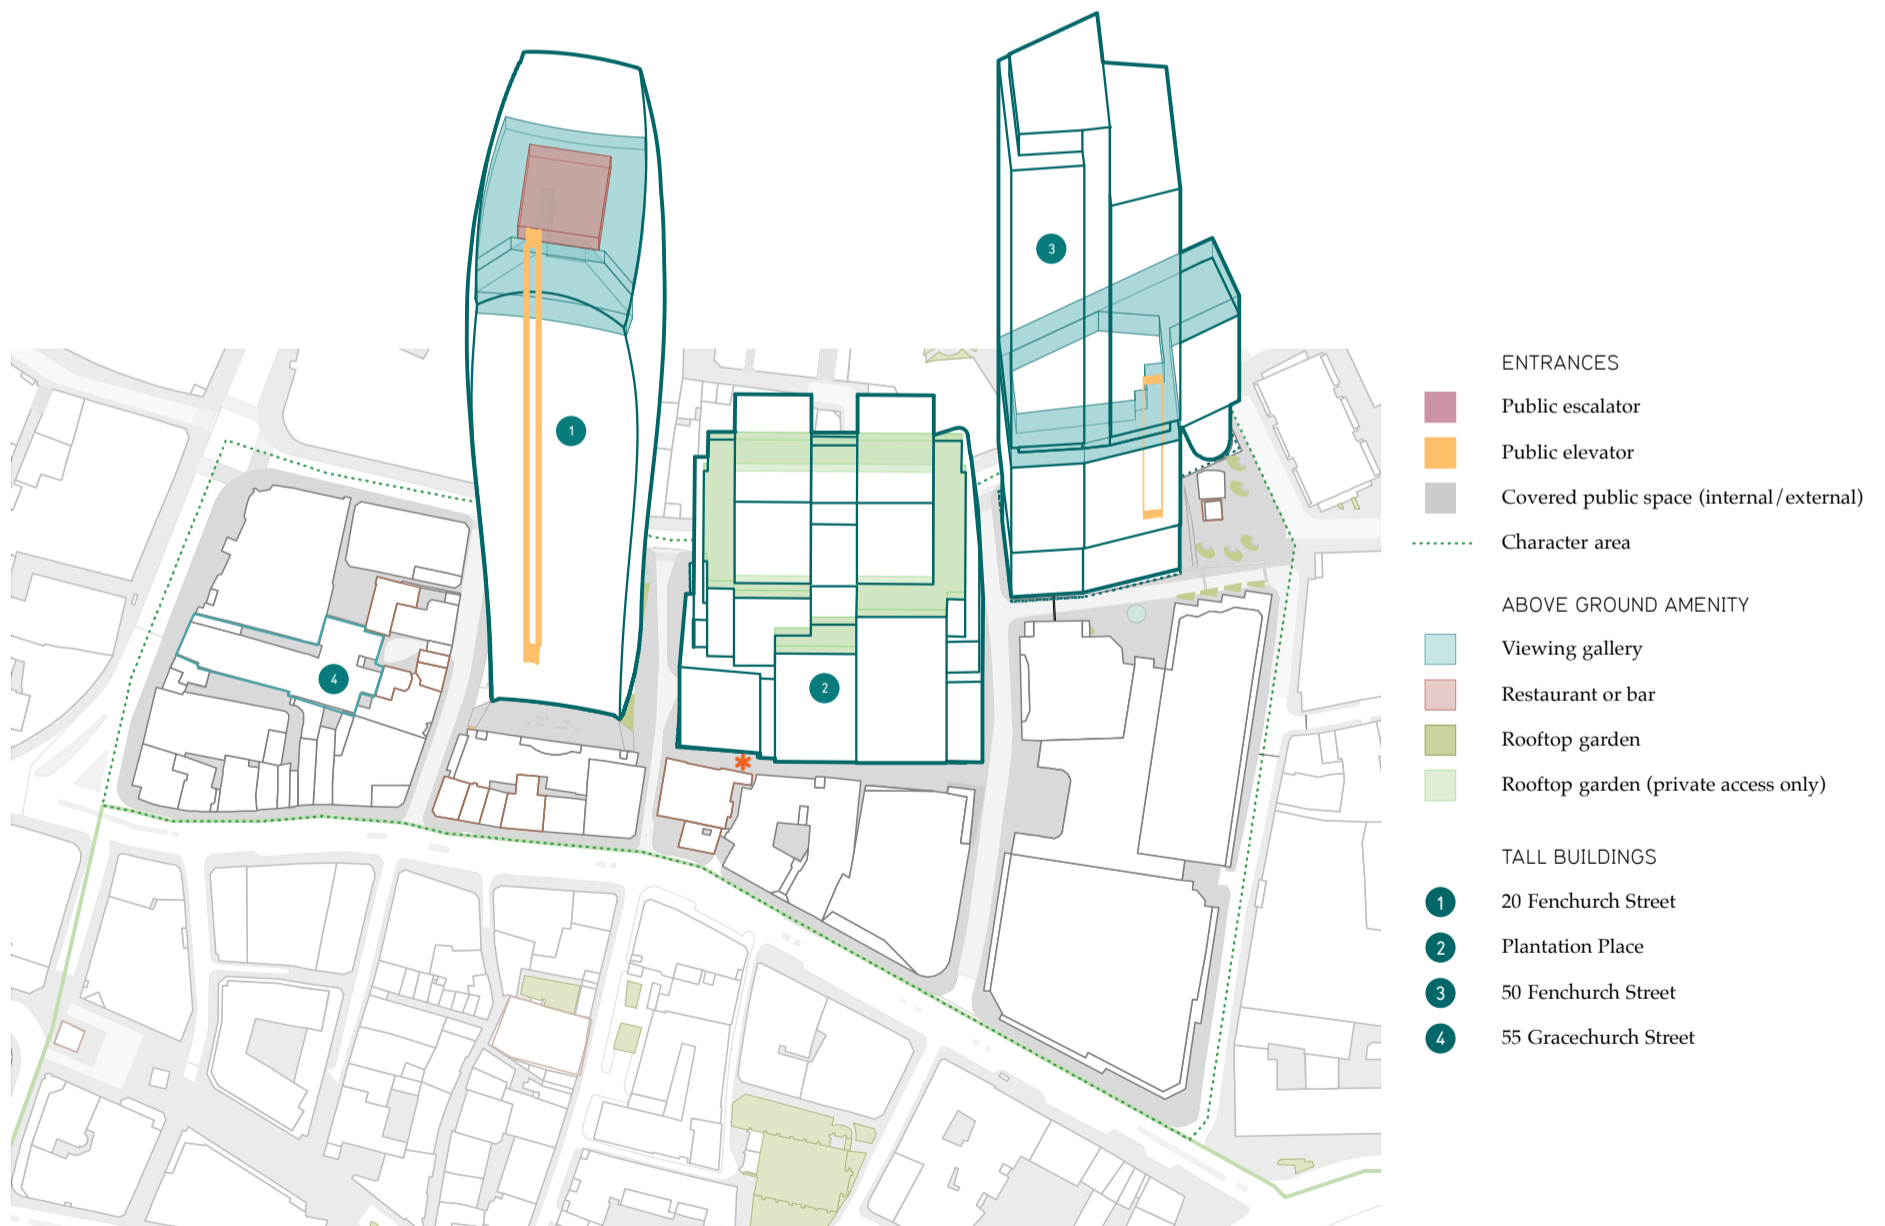 1
3
2
4
ENTRANCES
Public escalator
Public elevator
Covered public space (internal/external)
Character area
ABOVE GROUND AMENITY
Viewing gallery
Restaurant or bar
Rooftop garden
Rooftop garden (private access only)
TALL BUILDINGS
1 20 Fenchurch Street
2 Plantation Place
3 50 Fenchurch Street
4 55 Gracechurch Street